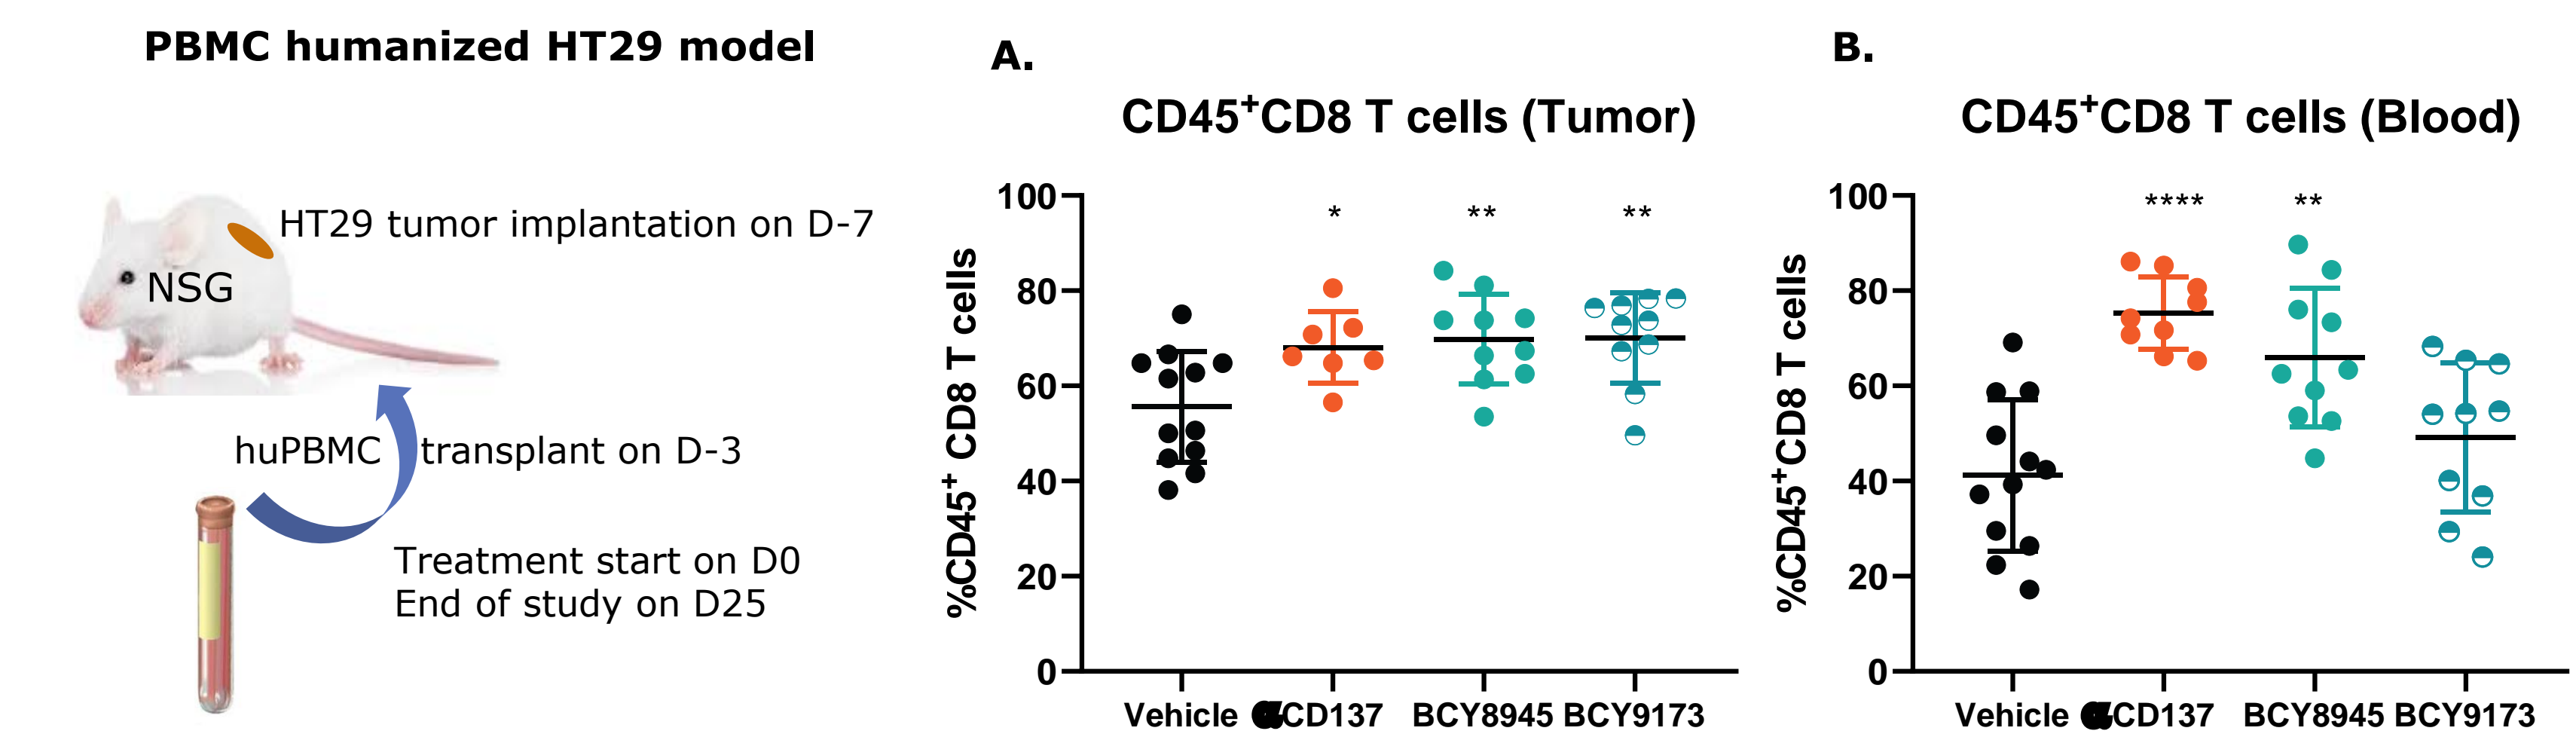 PBMC humanized HT29 model
HT29 tumor implantation on D-7
NSG
huPBMC transplant on D-3
Treatment start on D0
End of study on D25
A.
CD45⁺CD8 T cells (Tumor)
%CD45⁺ CD8 T cells
100
80
60
40
20
0
* ** **
Vehicle αCD137 BCY8945 BCY9173
B.
CD45⁺CD8 T cells (Blood)
%CD45⁺CD8 T cells
100
80
60
40
20
0
**** **
Vehicle αCD137 BCY8945 BCY9173